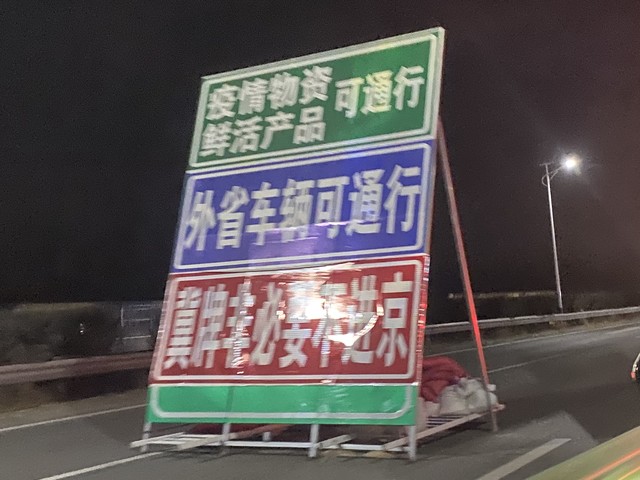 疫情物资
鲜活产品 可通行
外省车辆可通行
冀牌非必要不进京